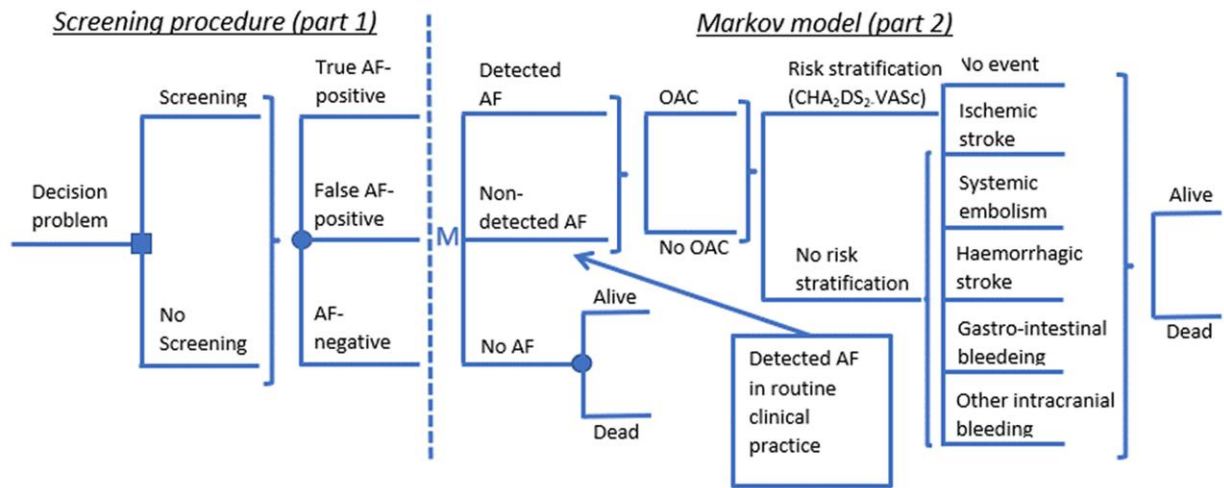 Screening procedure (part 1)
Markov model (part 2)
Decision
problem
Screening
No
Screening
True AF-
positive
False AF-
positive
AF-
negative
M
Detected
AF
Non-
detected AF
No AF
Alive
Dead
OAC
No OAC
Detected AF
in routine
clinical
practice
Risk stratification
(CHA₂DS₂-VASc)
No risk
stratification
No event
Ischemic
stroke
Systemic
embolism
Haemorrhagic
stroke
Gastro-intestinal
bleedeing
Other intracranial
bleeding
Alive
Dead